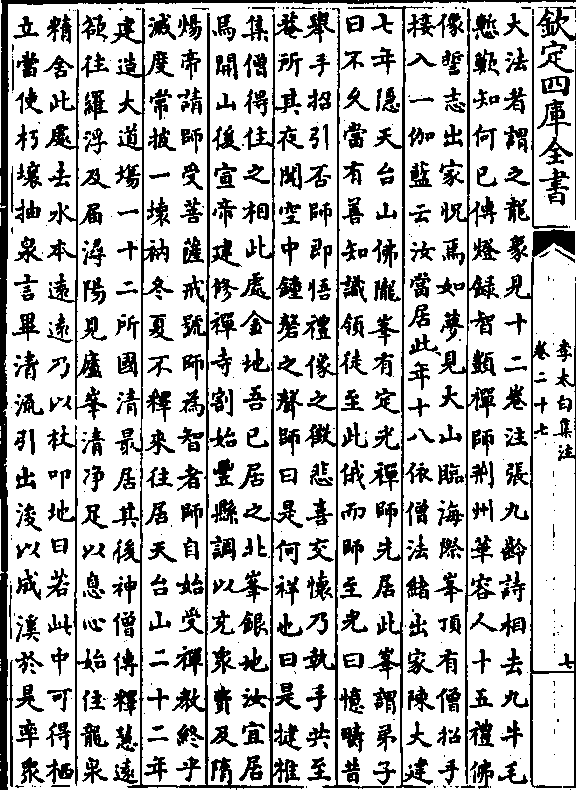 欽定四庫全書
李太白集注
卷二十七
七
大法者謂之龍象見十二卷注張九齡詩相去九牛毛
慙歎知何已傳燈録智顗禪師荆州華容人十五禮佛
像誓志出家怳焉如夢見大山臨海際峯頂有僧招手
接入一伽藍云汝當居此年十八依僧法緒出家陳大建
七年隱天台山佛隴峯有定光禪師先居此峯謂弟子
曰不久當有善知識領徒至此俄而師至光曰憶疇昔
舉手招引否師即悟禮像之徴悲喜交懷乃執手共至
菴所其夜聞空中鐘磬之聲師曰是何祥也曰是揵椎
集僧得住之相此處金地吾已居之北峯銀地汝宜居
焉開山後宣帝建修禪寺割始豐縣調以充衆費及隋
煬帝請師受菩薩戒號師為智者師自始受禪教終乎
滅度常披一壊衲冬夏不釋來往居天台山二十二年
建造大道塲一十二所國清最居其後神僧傳釋慧遠
欲往羅浮及届潯陽見廬峯清净足以息心始住龍泉
精舍此處去水本遠遠乃以杖叩地曰若此中可得栖
立當使朽壤抽泉言畢清流引出浚以成溪於是率衆